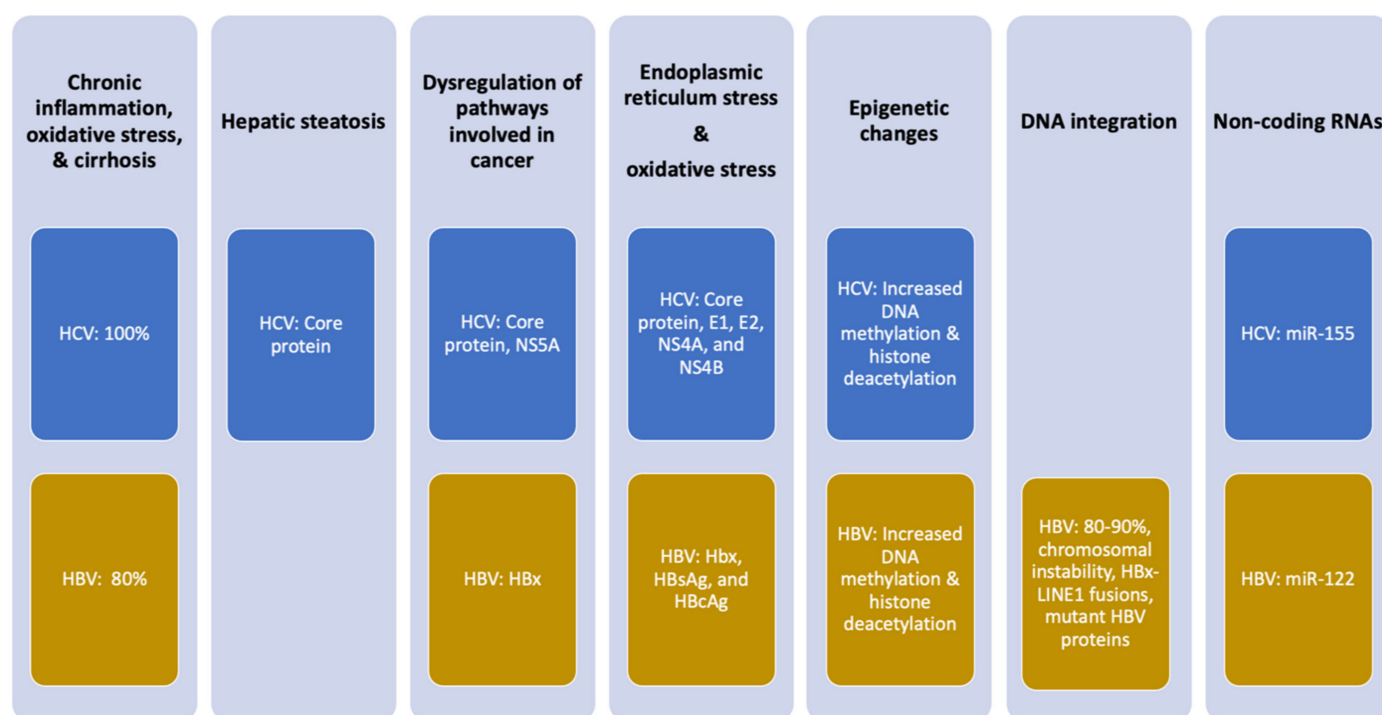 Chronic
inflammation,
oxidative stress,
& cirrhosis
Hepatic steatosis
Dysregulation of
pathways
involved in
cancer
Endoplasmic
reticulum stress
&
oxidative stress
Epigenetic
changes
DNA integration
Non-coding RNAs
HCV: 100%
HCV: Core
protein
HCV: Core
protein, NS5A
HCV: Core
protein, E1, E2,
NS4A, and
NS4B
HCV: Increased
DNA
methylation &
histone
deacetylation
HCV: miR-155
HBV:  80%
HBV: HBx
HBV: Hbx,
HBsAg, and
HBcAg
HBV: Increased
DNA
methylation &
histone
deacetylation
HBV: 80-90%,
chromosomal
instability, HBx-
LINE1 fusions,
mutant HBV
proteins
HBV: miR-122